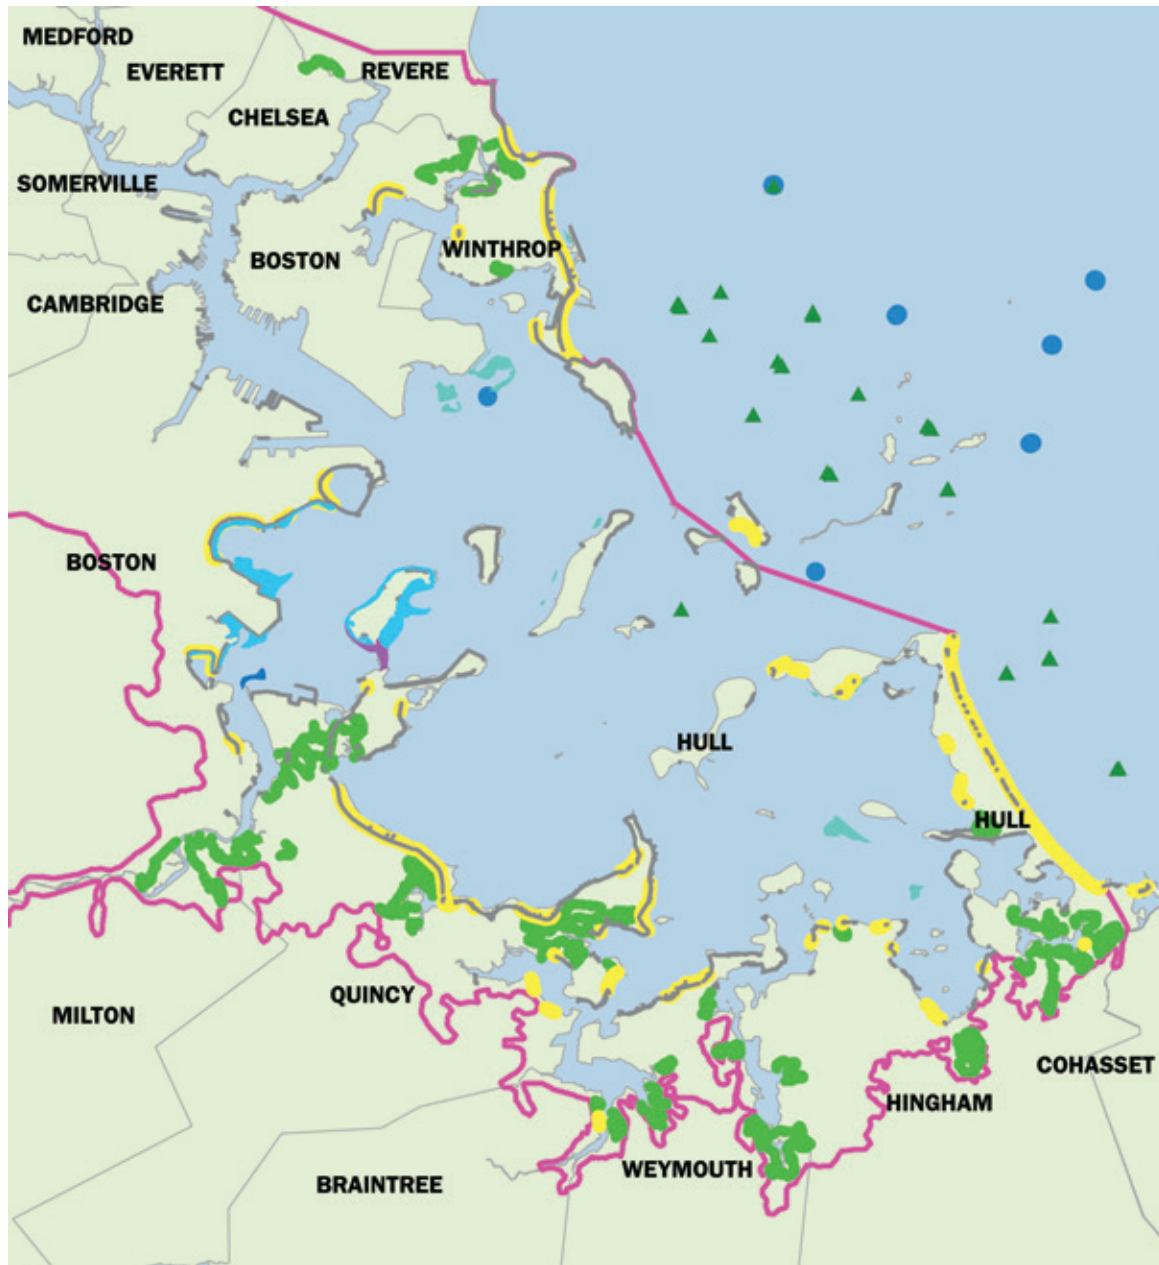 MEDFORD
EVERETT
REVERE
CHELSEA
SOMERVILLE
WINTHROP
BOSTON
CAMBRIDGE
BOSTON
HULL
HULL
QUINCY
MILTON
COHASSET
HINGHAM
WEYMOUTH
BRAINTREE